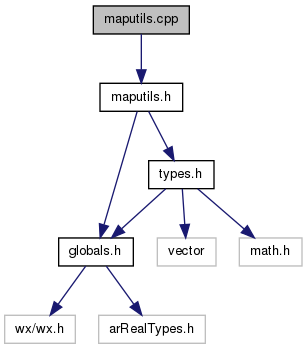 maputils.cpp
maputils.h
types.h
globals.h
vector
math.h
wx/wx.h
arRealTypes.h